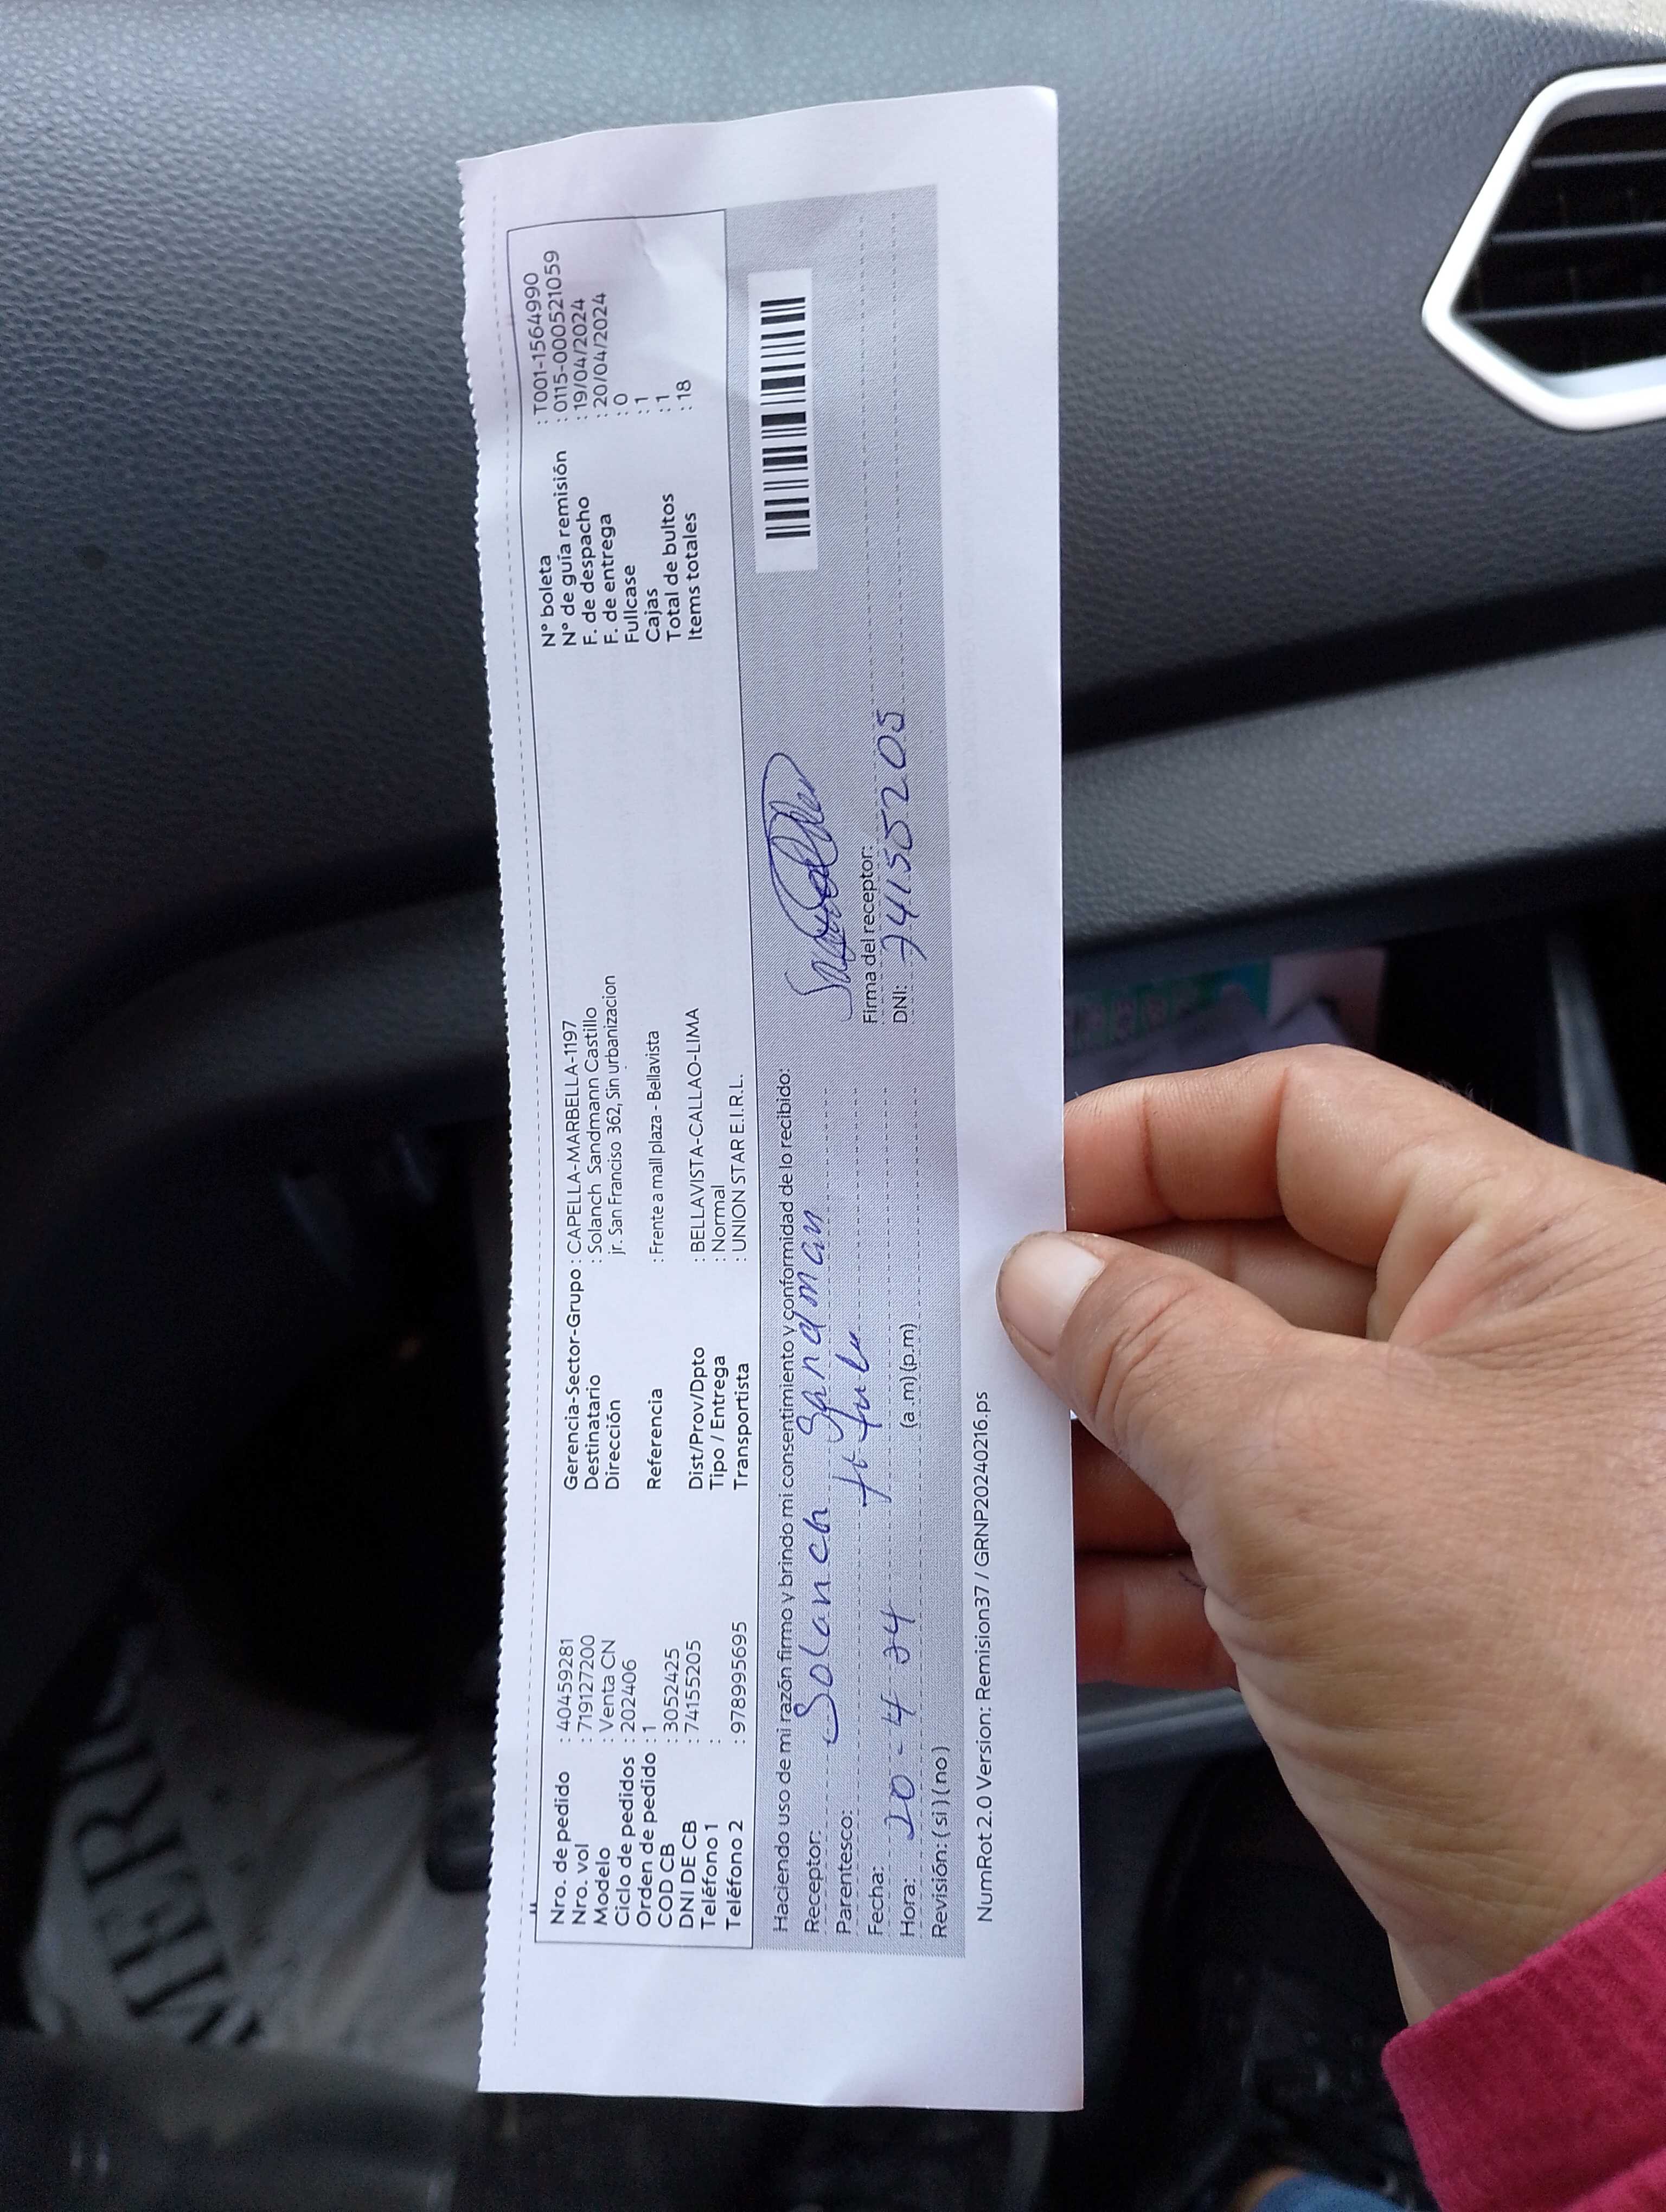 Nro. de pedido : 40459281
Nro. vol : 719127200
Modelo : Venta CN
Ciclo de pedidos : 202406
Orden de pedido : 1
COD CB : 3052425
DNI DE CB : 74155205
Teléfono 1 :
Teléfono 2 : 978995695
Gerencia-Sector-Grupo : CAPELLA-MARBELLA-1197
Destinatario : Solanch Sandmann Castillo
Dirección Jr. San Franciso 362, Sin urbanizacion
Referencia : Frente a mall plaza - Bellavista
Dist/Prov/Dpto : BELLAVISTA-CALLAO-LIMA
Tipo / Entrega : Normal
Transportista : UNION STAR E.I.R.L.
N° boleta : T001-1564990
N° de guía remisión : 0115-0000521059
F. de despacho : 19/04/2024
F. de entrega : 20/04/2024
Fullcase : 0
Cajas : 1
Total de bultos : 1
Items totales : 18
Haciendo uso de mi razón firmo y brindo mi consentimiento y conformidad de lo recibido:
Receptor: Solanch Sandman
Parentesco:
Fecha: 20-4-24
Hora: (a.m)(p.m)
Revisión: ( si ) ( no )
Firma del receptor:
DNI: 74155205
NumRot 2.0 Version: Remision37 / GRNP20240216.ps